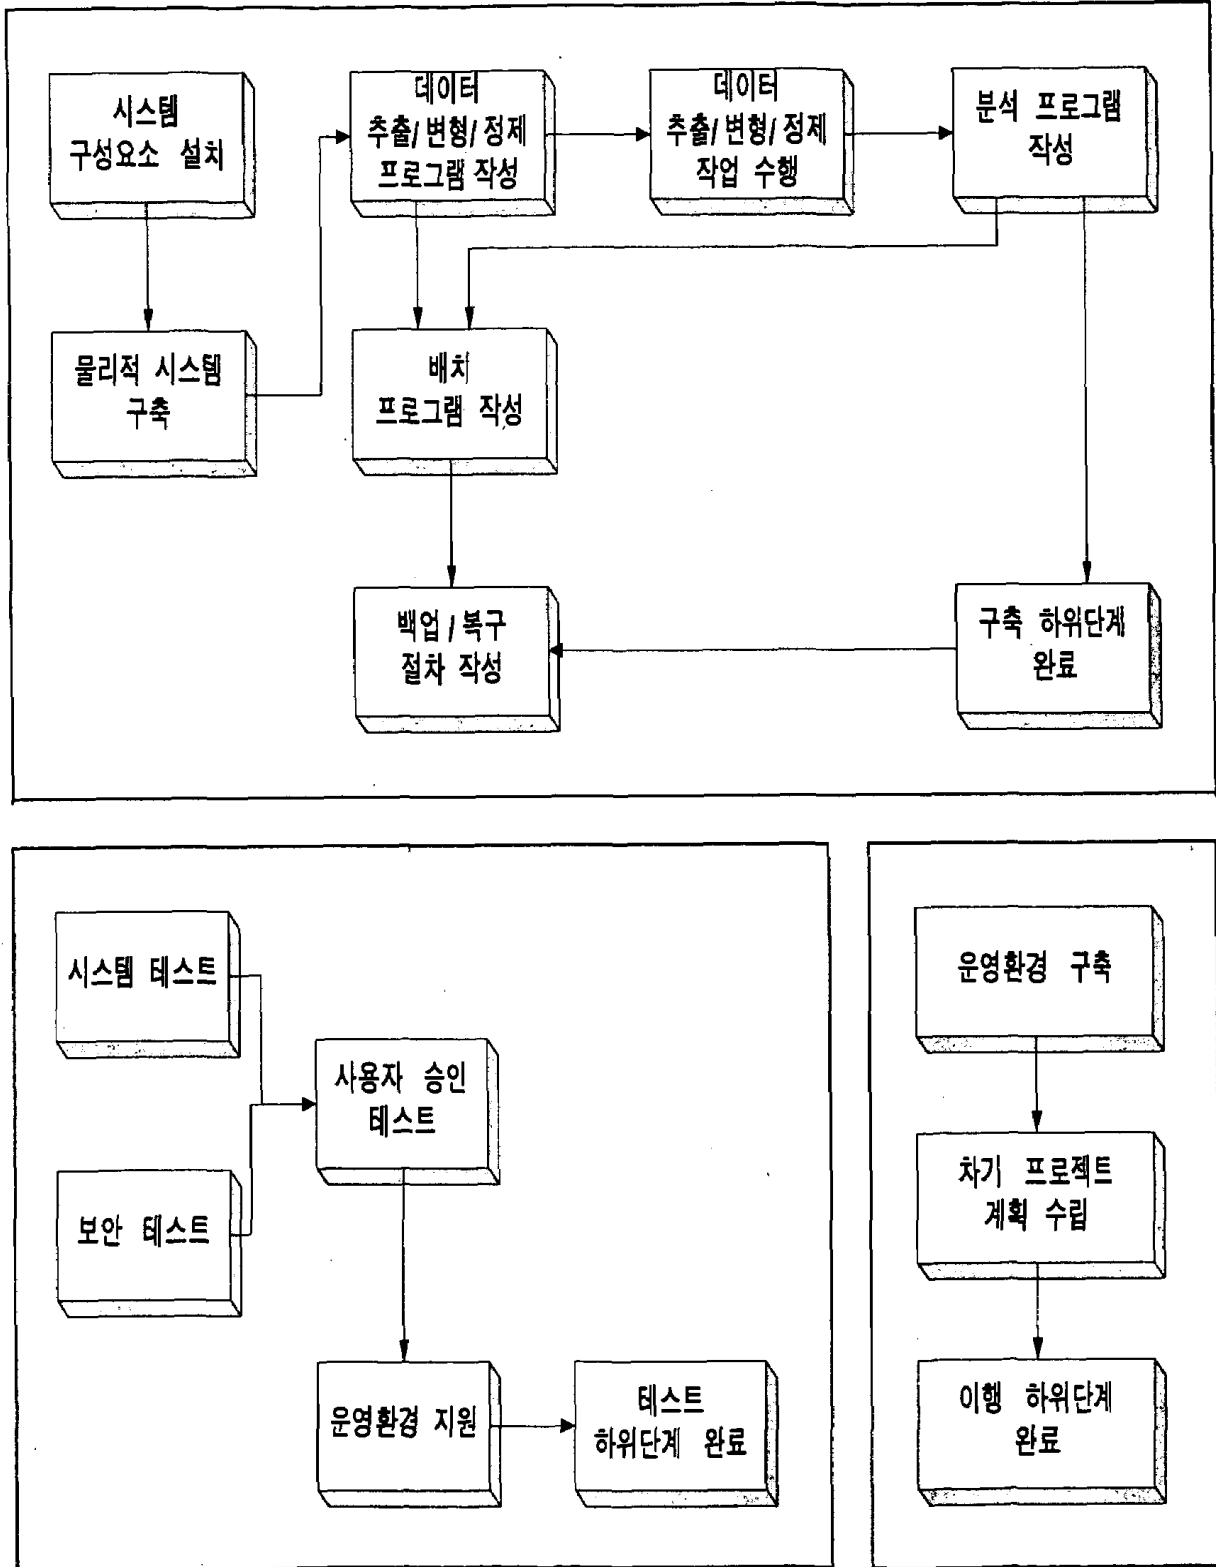 시스템
구성요소 설치
데이터
추출/변형/정제
프로그램 작성
데이터
추출/변형/정제
작업 수행
분석 프로그램
작성
물리적 시스템
구축
배치
프로그램 작성
백업/복구
절차 작성
구축 하위단계
완료
시스템 테스트
보안 테스트
사용자 승인
테스트
운영환경 지원
테스트
하위단계 완료
운영환경 구축
차기 프로젝트
계획 수립
이행 하위단계
완료